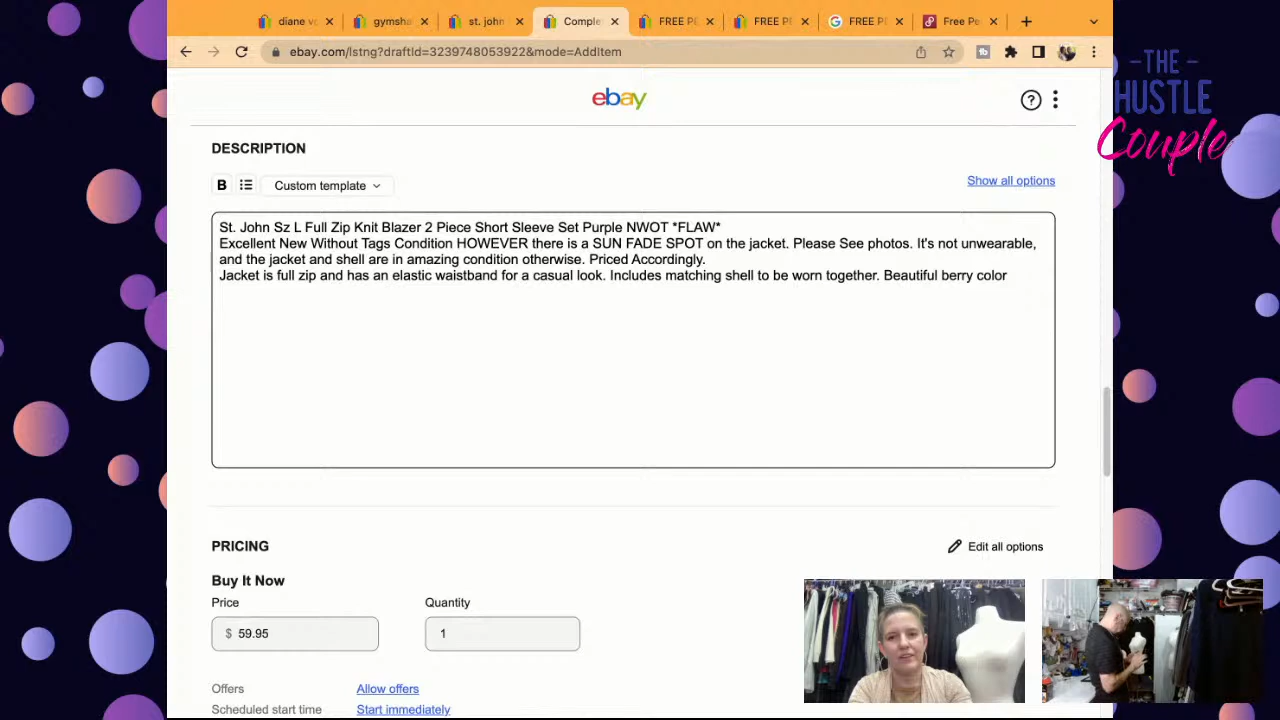 diane vo
gymsha
st. john
Comple
FREE PE
FREE PE
FREE PE
Free Pe
ebay.com/lstng?draftId=3239748053922&mode=AddItem
-THE-
HUSTLE
Couple
ebay
DESCRIPTION
B
Custom template
Show all options
St. John Sz L Full Zip Knit Blazer 2 Piece Short Sleeve Set Purple NWOT *FLAW*
Excellent New Without Tags Condition HOWEVER there is a SUN FADE SPOT on the jacket. Please See photos. It's not unwearable,
and the jacket and shell are in amazing condition otherwise. Priced Accordingly.
Jacket is full zip and has an elastic waistband for a casual look. Includes matching shell to be worn together. Beautiful berry color
PRICING
Edit all options
Buy It Now
Price
Quantity
$ 59.95
1
Offers
Allow offers
Scheduled start time
Start immediately